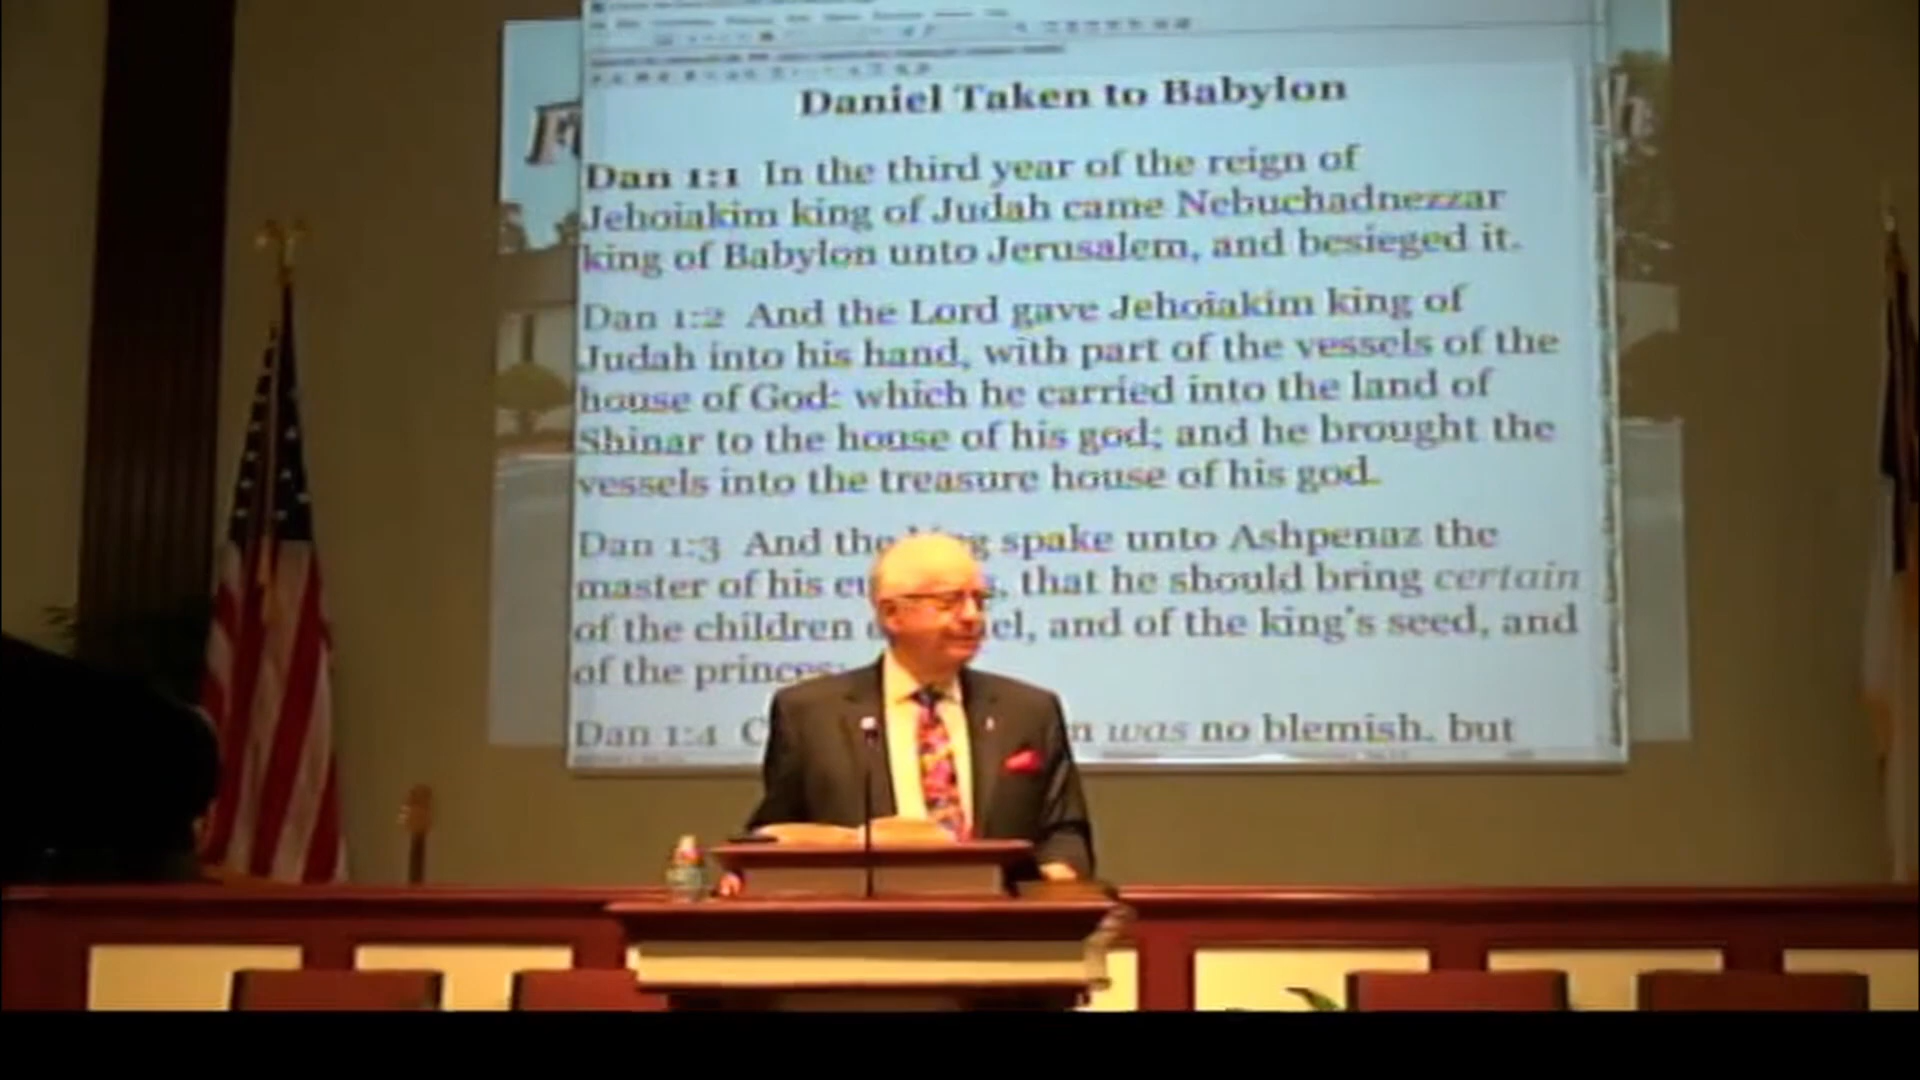 Daniel Taken to Babylon
Dan 1:1 In the third year of the reign of
Jehoiakim king of Judah came Nebuchadnezzar
king of Babylon unto Jerusalem, and besieged it.
Dan 1:2 And the Lord gave Jehoiakim king of
Judah into his hand, with part of the vessels of the
house of God: which he carried into the land of
Shinar to the house of his god; and he brought the
vessels into the treasure house of his god.
Dan 1:3 And the spake unto Ashpenaz the
master of his that he should bring certain
of the children and of the king's seed, and
of the princes;
Dan 1:4 was no blemish, but